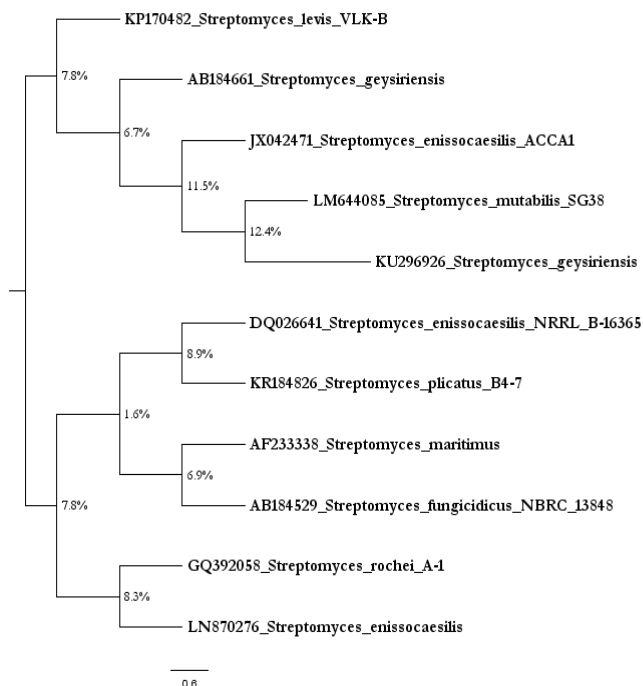 KP170482_Streptomyces_levis_VLK-B
7.8%
AB184661_Streptomyces_geysiriensis
6.7%
JX042471_Streptomyces_enissocaesilis_ACCA1
11.5%
LM644085_Streptomyces_mutabilis_SG38
12.4%
KU296926_Streptomyces_geysiriensis
DQ026641_Streptomyces_enissocaesilis_NRRL_B-16365
8.9%
KR184826_Streptomyces_plicatus_B4-7
1.6%
AF233338_Streptomyces_maritimus
6.9%
AB184529_Streptomyces_fungicidicus_NBRC_13848
7.8%
GQ392058_Streptomyces_rochei_A-1
8.3%
LN870276_Streptomyces_enissocaesilis
0.6